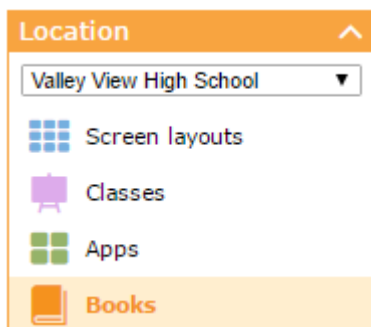 Location
Valley View High School
Screen layouts
Classes
Apps
Books